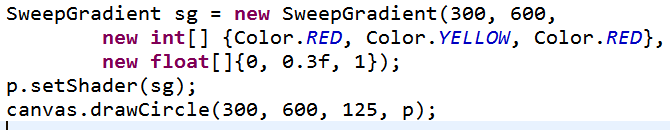 SweepGradient sg = new SweepGradient(300, 600,
        new int[] {Color.RED, Color.YELLOW, Color.RED},
        new float[]{0, 0.3f, 1});
p.setShader(sg);
canvas.drawCircle(300, 600, 125, p);